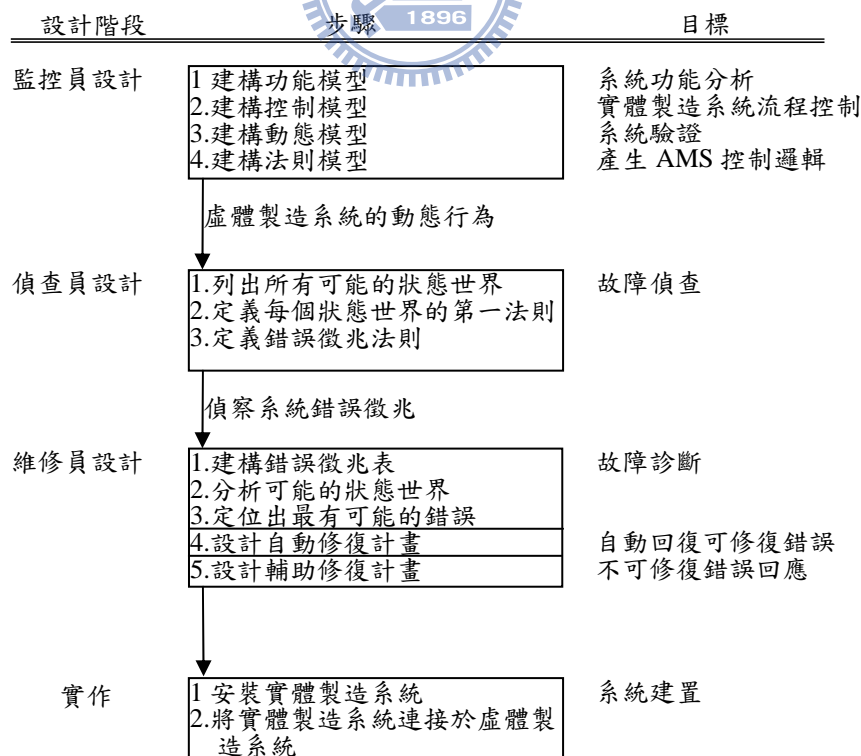 設計階段 步驟 目標
1896
監控員設計
1 建構功能模型
2.建構控制模型
3.建構動態模型
4.建構法則模型
系統功能分析
實體製造系統流程控制
系統驗證
產生 AMS 控制邏輯
虛體製造系統的動態行為
偵查員設計
1.列出所有可能的狀態世界
2.定義每個狀態世界的第一法則
3.定義錯誤徵兆法則
故障偵查
偵察系統錯誤徵兆
維修員設計
1.建構錯誤徵兆表
2.分析可能的狀態世界
3.定位出最有可能的錯誤
4.設計自動修復計畫
5.設計輔助修復計畫
故障診斷
自動回復可修復錯誤
不可修復錯誤回應
實作
1 安裝實體製造系統
2.將實體製造系統連接於虛體製
造系統
系統建置